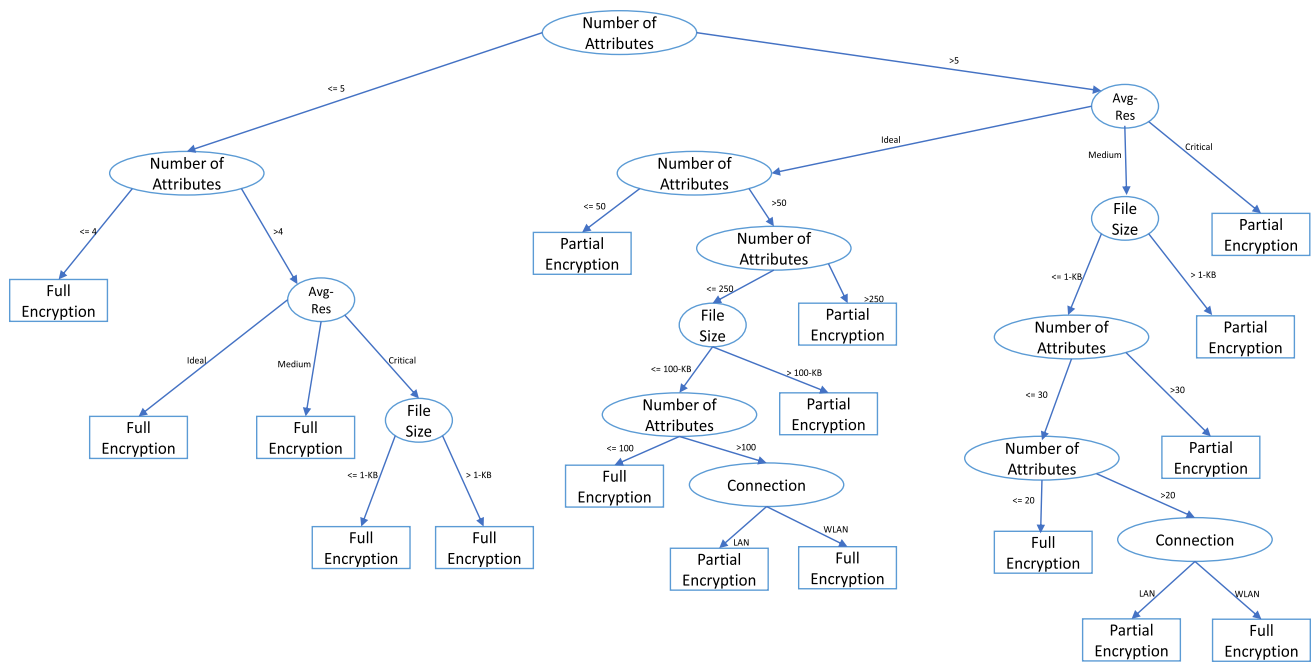 Number of
Attributes
<= 5
>5
Number of
Attributes
<= 4
>4
Full
Encryption
Avg-
Res
Ideal
Medium
Critical
Full
Encryption
Full
Encryption
File
Size
<= 1-KB
> 1-KB
Full
Encryption
Full
Encryption
Avg-
Res
Ideal
Medium
Critical
Number of
Attributes
<= 50
>50
Partial
Encryption
Number of
Attributes
<= 250
>250
File
Size
Partial
Encryption
<= 100-KB
> 100-KB
Number of
Attributes
Partial
Encryption
<= 100
>100
Full
Encryption
Connection
LAN
WLAN
Partial
Encryption
Full
Encryption
File
Size
Partial
Encryption
<= 1-KB
> 1-KB
Number of
Attributes
Partial
Encryption
<= 30
>30
Number of
Attributes
Partial
Encryption
<= 20
>20
Full
Encryption
Connection
LAN
WLAN
Partial
Encryption
Full
Encryption